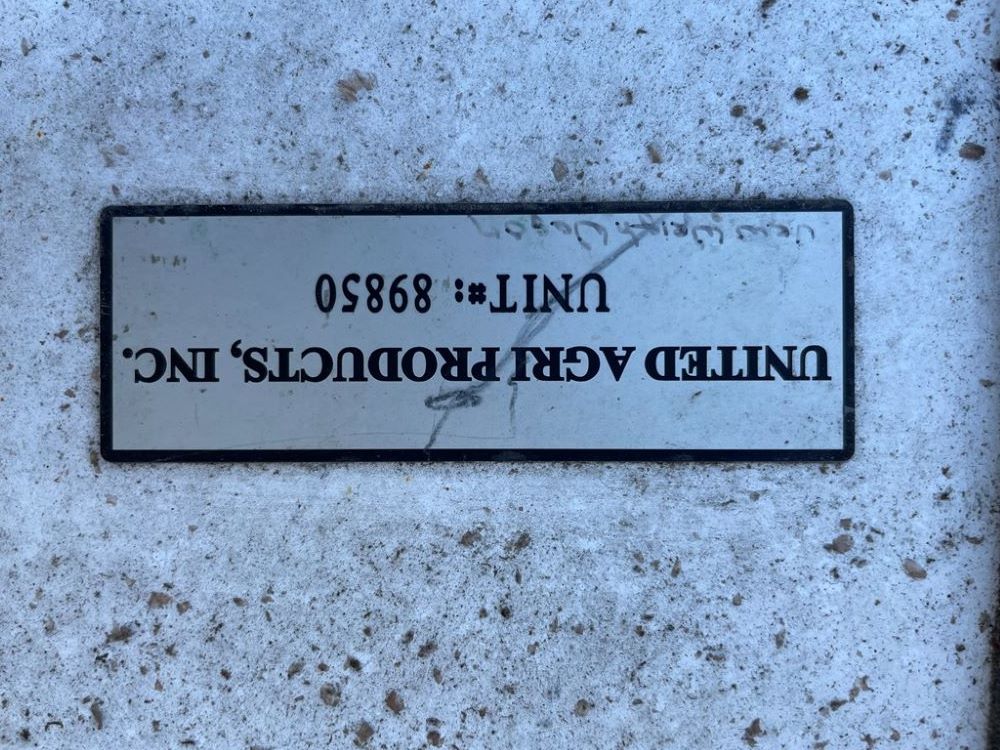 UNITED AGRI PRODUCTS, INC.
UNIT#: 89850